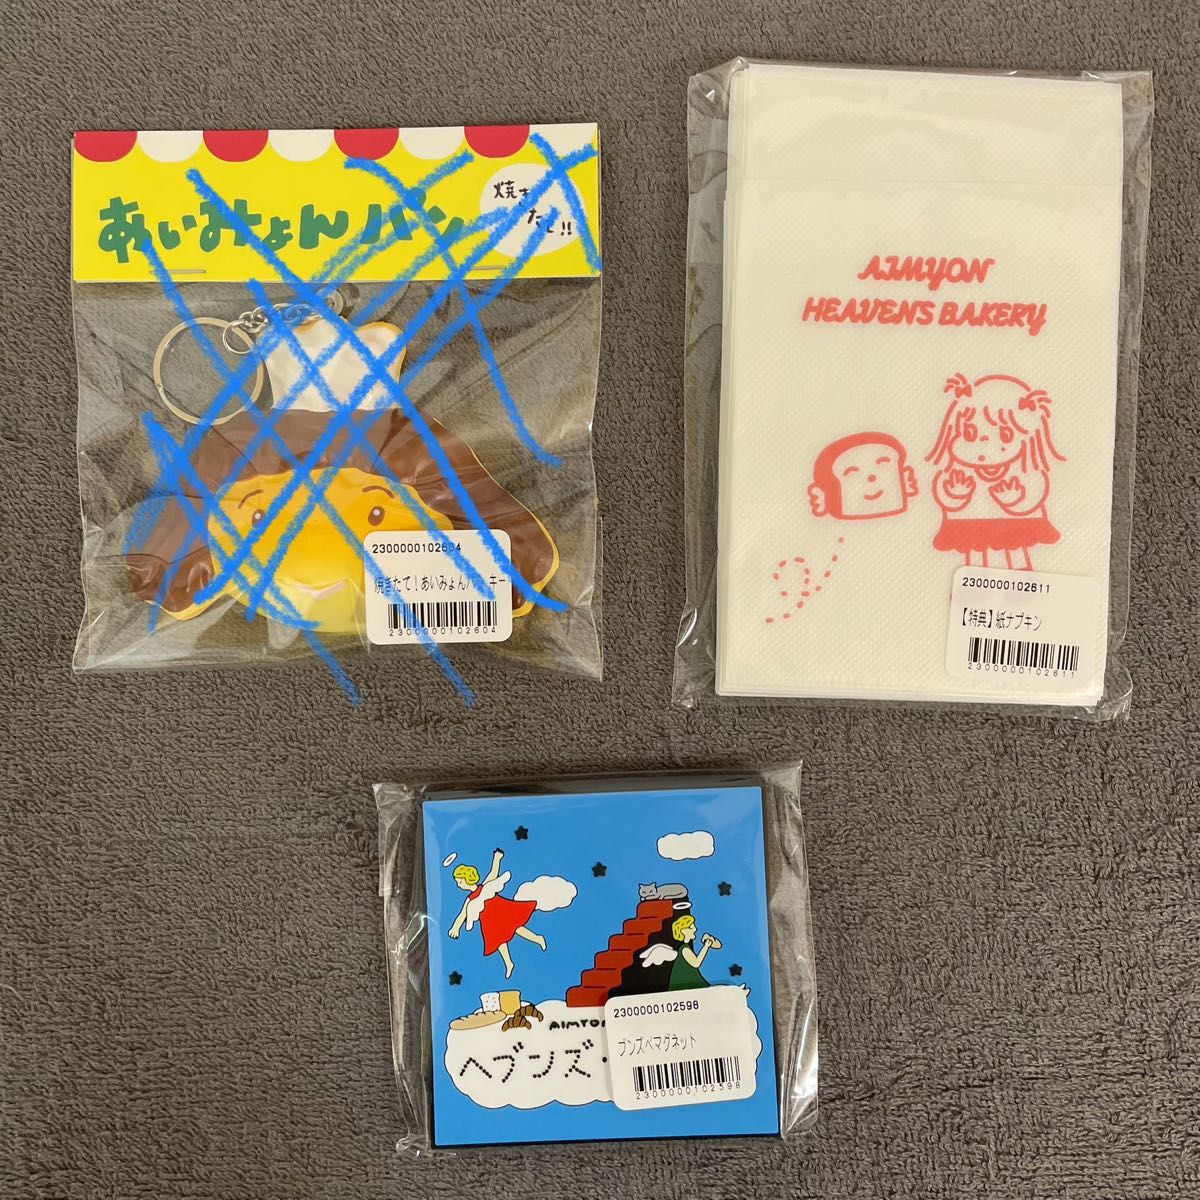 あいみょんパン
焼き
たて!!
2300000102604
焼きたて!あいみょんパン キー
2300000102604
AIMYON
HEAVEN'S BAKERY
2300000102611
【特典】紙ナプキン
2300000102611
AIMYON
ヘブンズ・
2300000102598
ブンズベマグネット
2300000102598